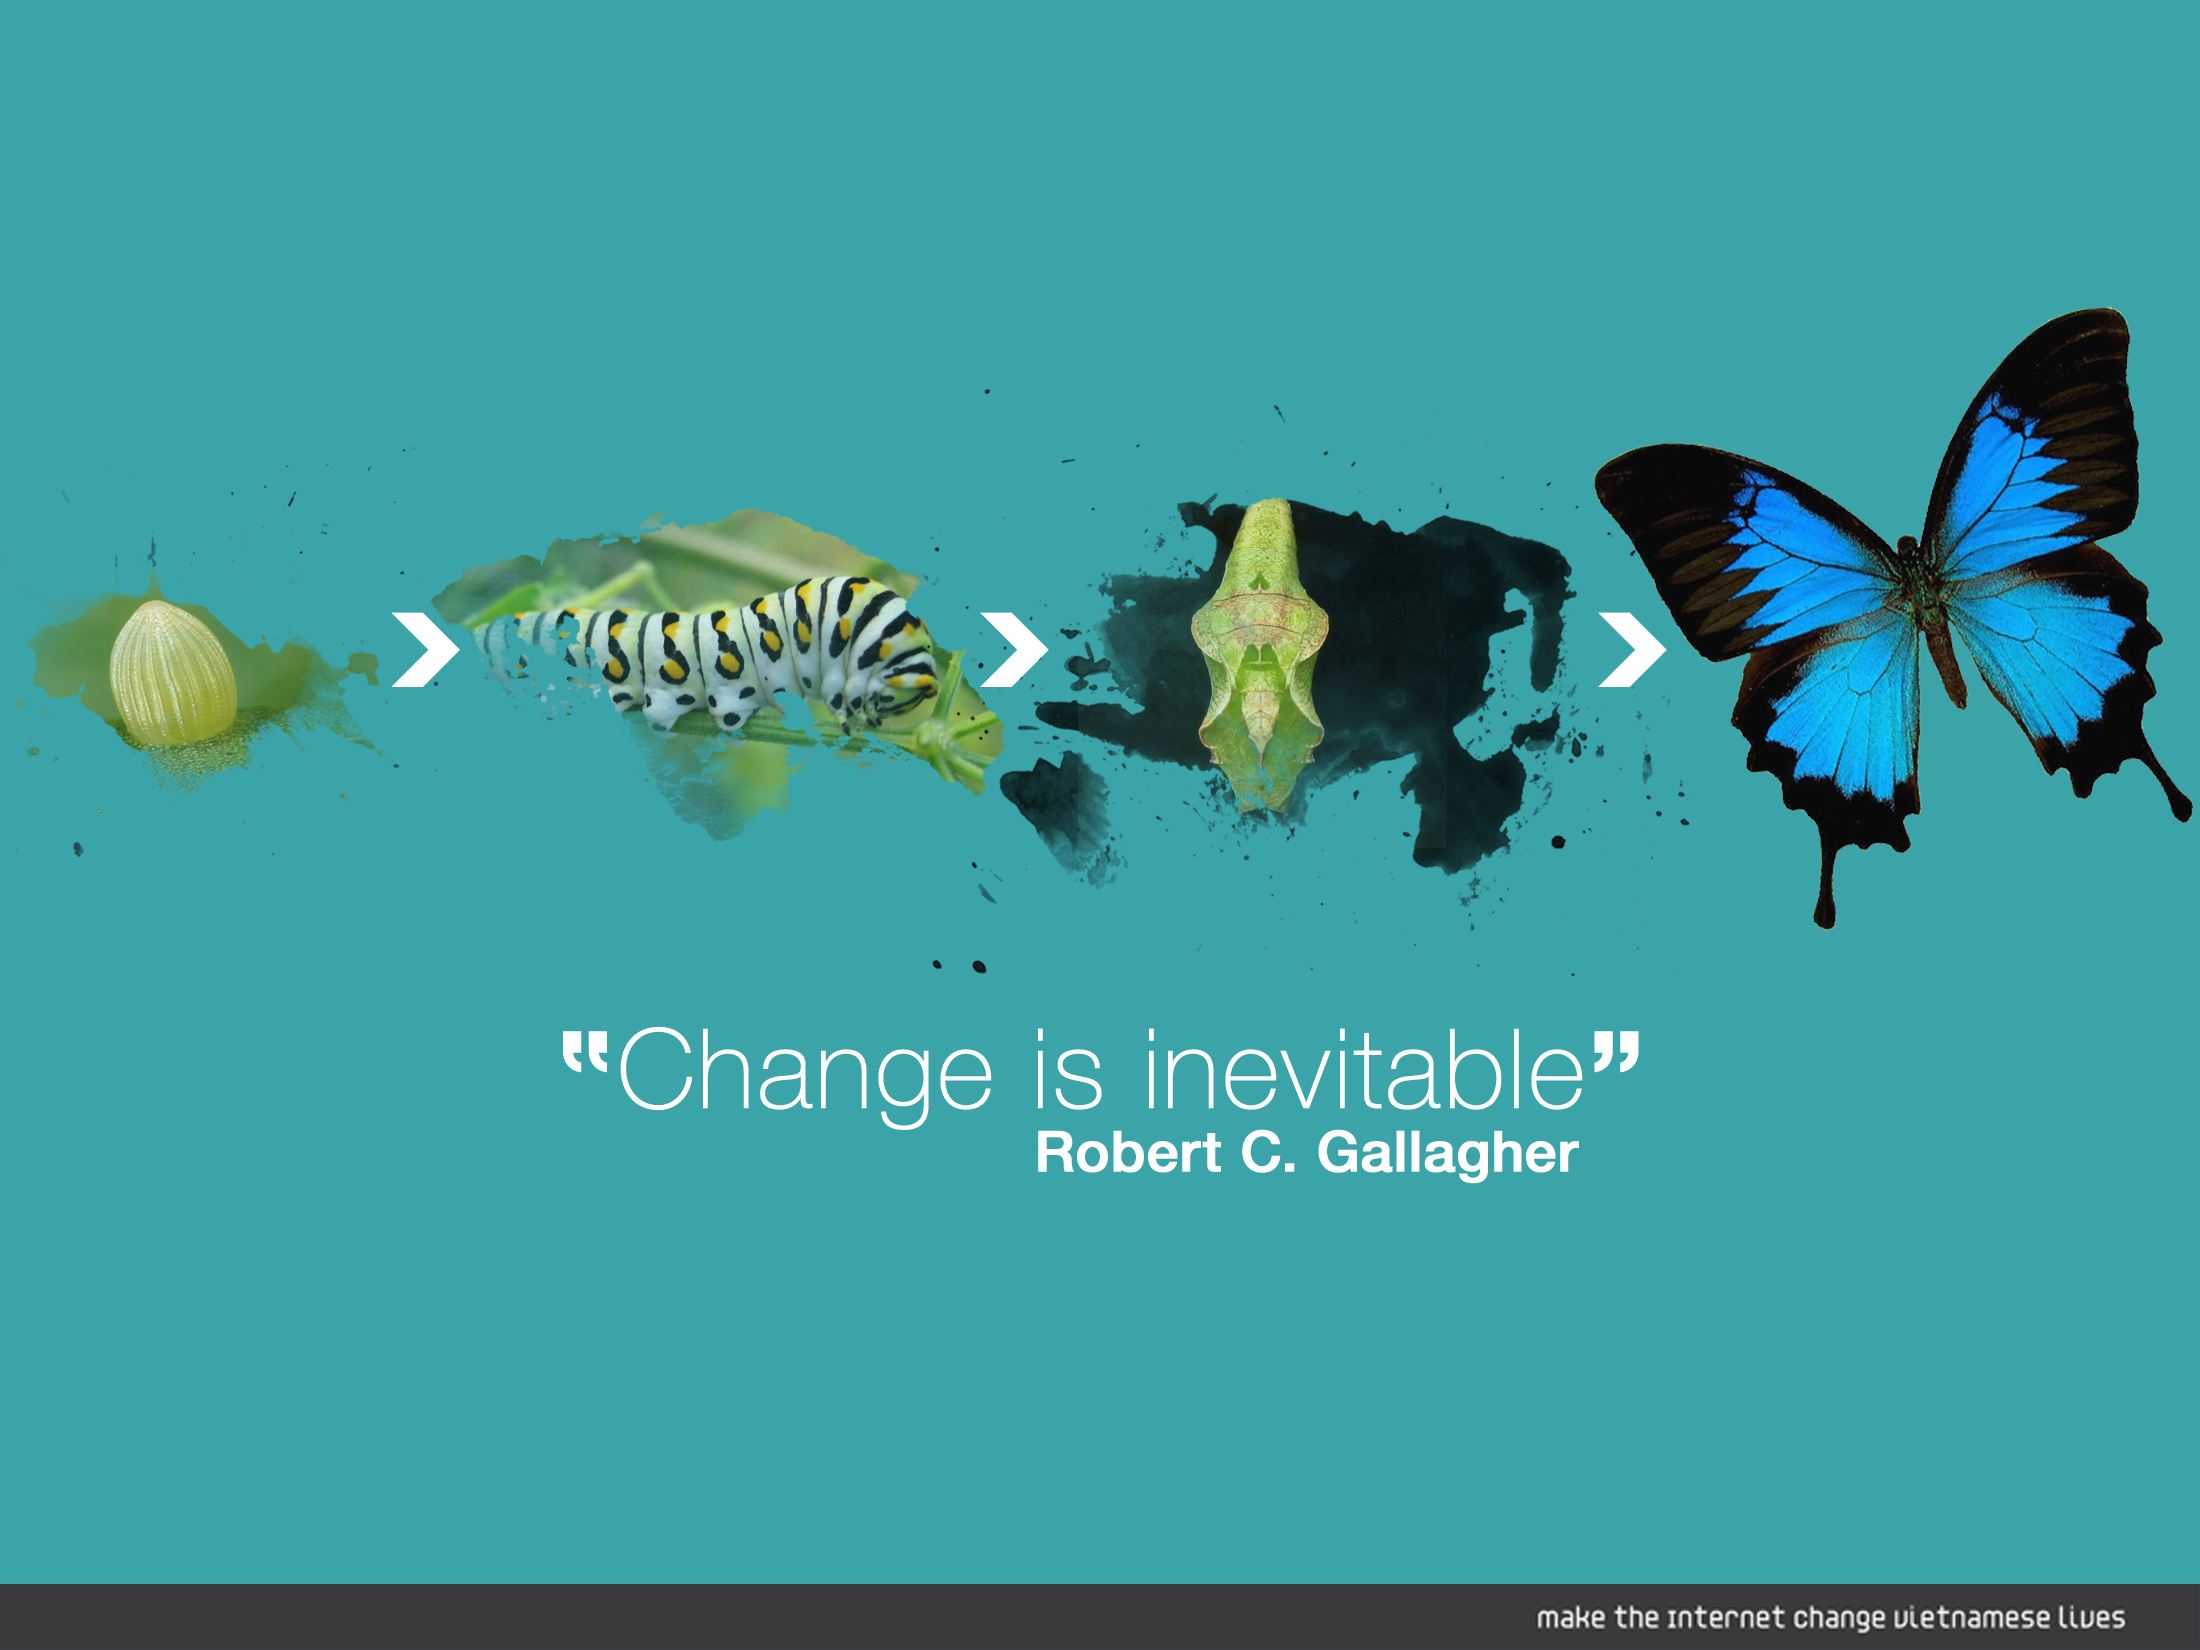 “Change is inevitable”
Robert C. Gallagher
make the Internet change vietnamese lives